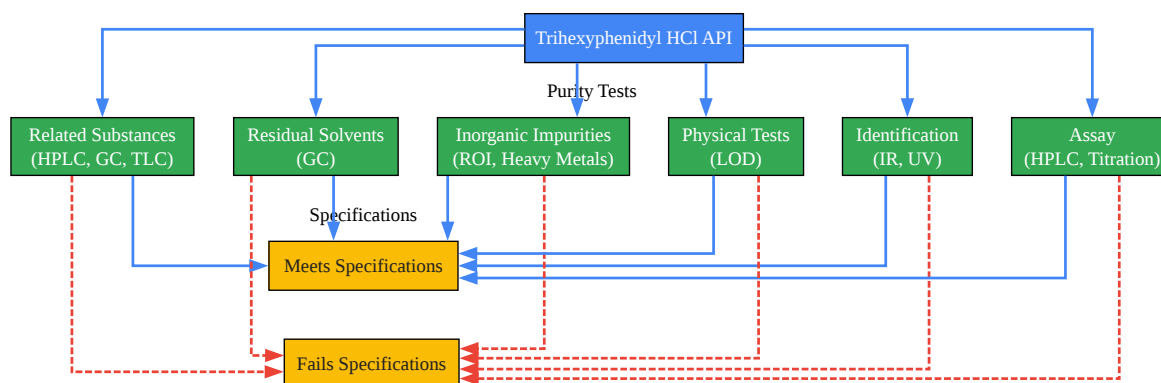 Trihexyphenidyl HCl API
Purity Tests
Related Substances
(HPLC, GC, TLC)
Residual Solvents
(GC)
Inorganic Impurities
(ROI, Heavy Metals)
Physical Tests
(LOD)
Identification
(IR, UV)
Assay
(HPLC, Titration)
Specifications
Meets Specifications
Fails Specifications